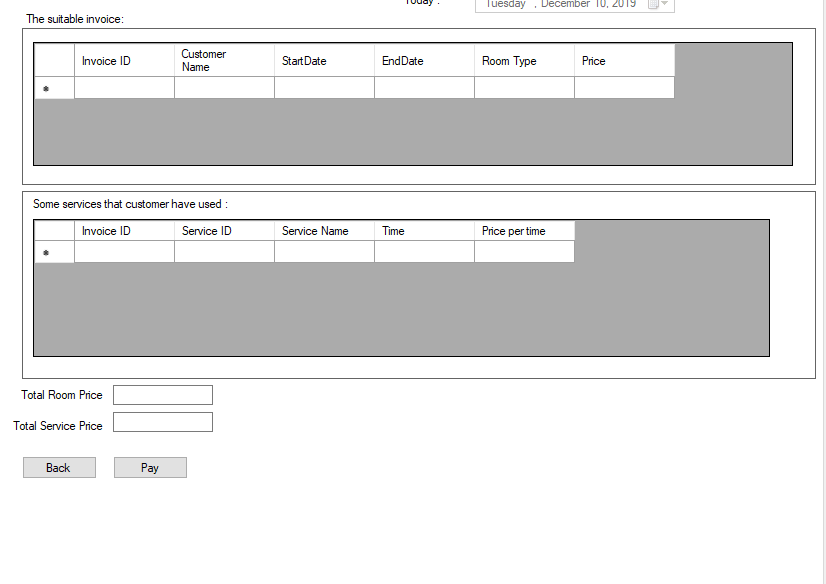 Today :
Tuesday , December 10, 2019
The suitable invoice:
Invoice ID Customer Name StartDate EndDate Room Type Price
Some services that customer have used :
Invoice ID Service ID Service Name Time Price per time
Total Room Price
Total Service Price
Back Pay